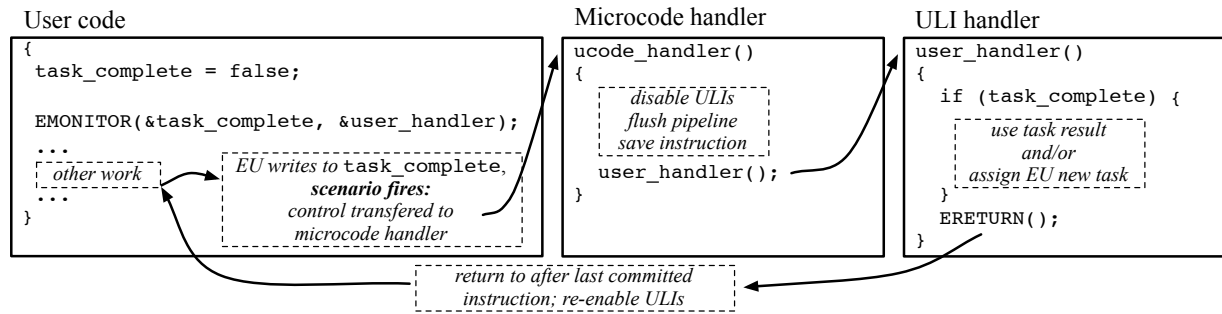 User code
{
task_complete = false;
EMONITOR(&task_complete, &user_handler);
...
other work
...
}
EU writes to task_complete,
scenario fires:
control transfered to
microcode handler
Microcode handler
ucode_handler()
{
disable ULIs
flush pipeline
save instruction
user_handler();
}
ULI handler
user_handler()
{
if (task_complete) {
use task result
and/or
assign EU new task
}
ERETURN();
}
return to after last committed
instruction; re-enable ULIs